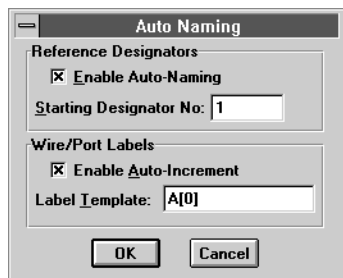 Auto Naming
Reference Designators
Enable Auto-Naming
Starting Designator No: 1
Wire/Port Labels
Enable Auto-Increment
Label Template: A[0]
OK Cancel